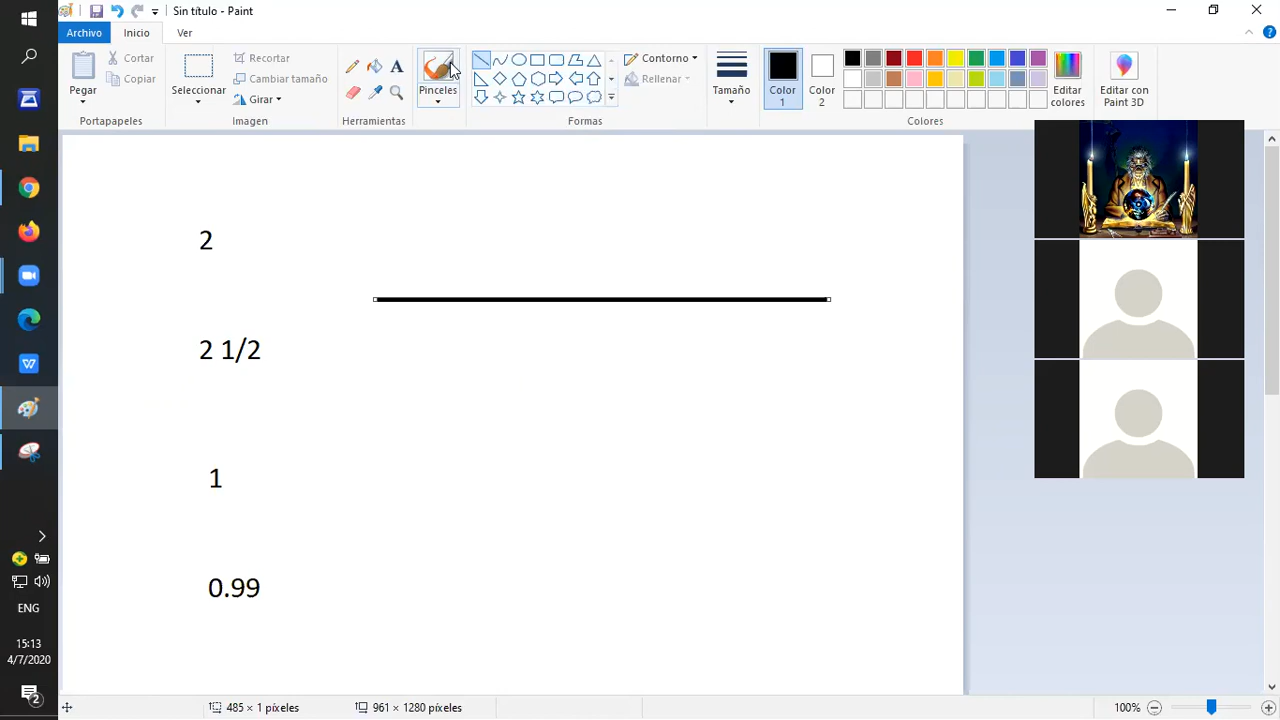 Sin título - Paint
Archivo
Inicio
Ver
Pegar
Cortar
Copiar
Portapapeles
Seleccionar
Recortar
Cambiar tamaño
Girar
Imagen
A
Herramientas
Pinceles
Formas
Contorno
Rellenar
Tamaño
Color
1
Color
2
Colores
Editar
colores
Editar con
Paint 3D
2
2 1/2
1
0.99
ENG
15:13
4/7/2020
2
485 × 1 píxeles
961 × 1280 píxeles
100%